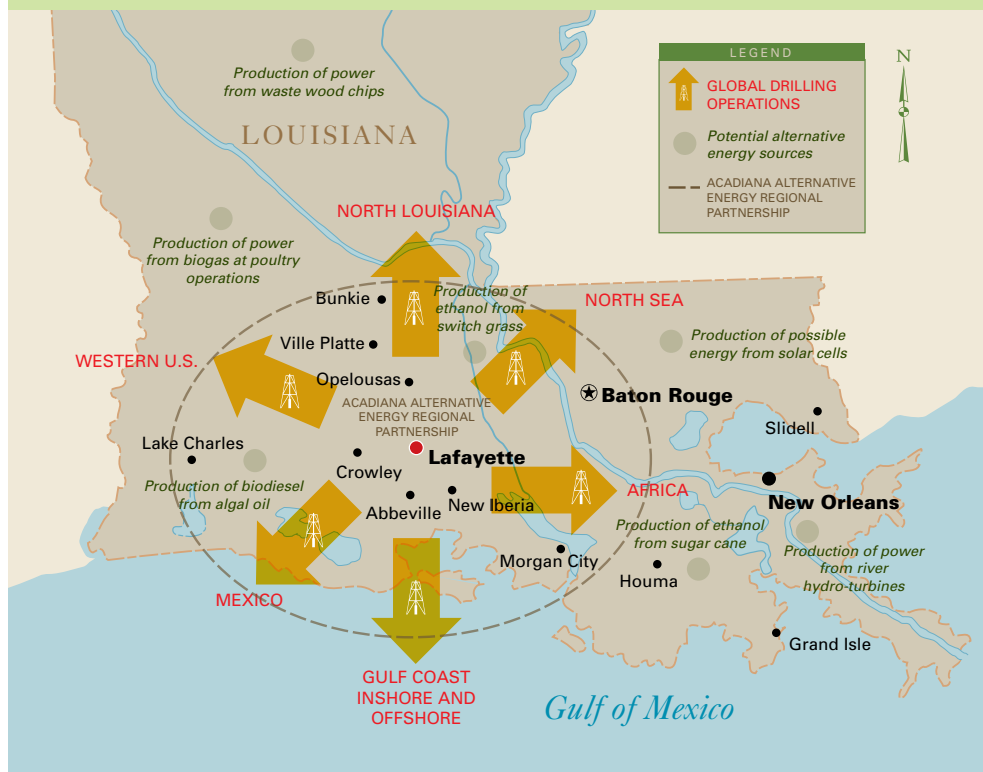 LEGEND
GLOBAL DRILLING
OPERATIONS
Potential alternative
energy sources
ACADIANA ALTERNATIVE
ENERGY REGIONAL
PARTNERSHIP
N
Production of power
from waste wood chips
LOUISIANA
NORTH LOUISIANA
Production of power
from biogas at poultry
operations
Bunkie
Production of
ethanol from
switch grass
NORTH SEA
Ville Platte
Production of possible
energy from solar cells
WESTERN U.S.
Opelousas
Baton Rouge
ACADIANA ALTERNATIVE
ENERGY REGIONAL
PARTNERSHIP
Slidell
Lake Charles
Lafayette
Crowley
Production of biodiesel
from algal oil
AFRICA
New Orleans
Abbeville
New Iberia
Production of ethanol
from sugar cane
Morgan City
Production of power
from river
hydro-turbines
Houma
MEXICO
Grand Isle
GULF COAST
INSHORE AND
OFFSHORE
Gulf of Mexico